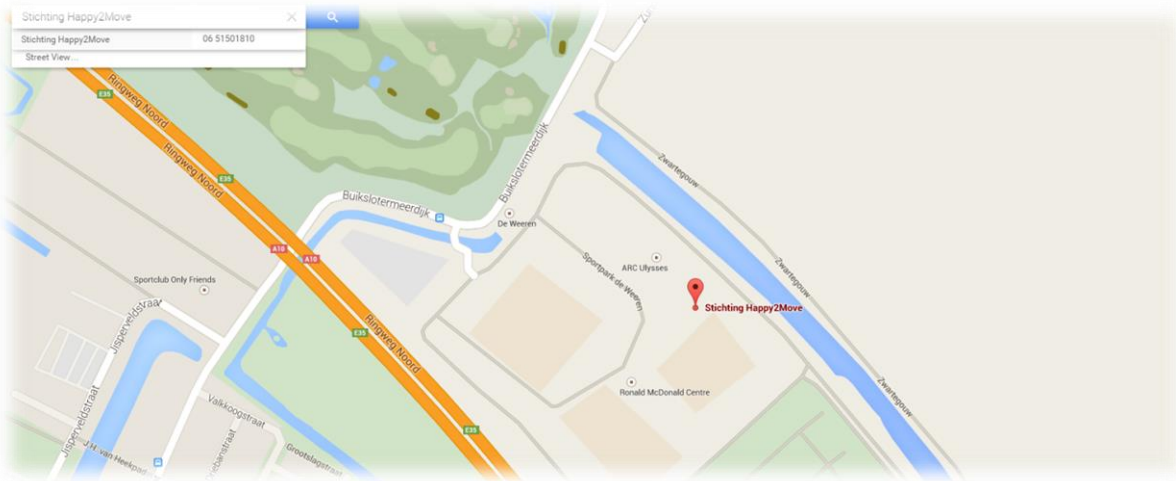 Stichting Happy2Move
Stichting Happy2Move 06 51501810
Street View...
Ringweg Noord
E35
Ringweg Noord
E35
Buikslotermeerdijk
Buikslotermeerdijk
Zwartegouw
De Weeren
A10
A10
Sportclub Only Friends
Sportpark de Weeren
ARC Ulysses
Zwartegouw
Stichting Happy2Move
Jisperveldstraat
E35
Ringweg Noord
Ronald McDonald Centre
Zwartegouw
Jisperveldstraat
Valkkoogstraat
E35
J.H. van Heekpad
Grootslagstraat